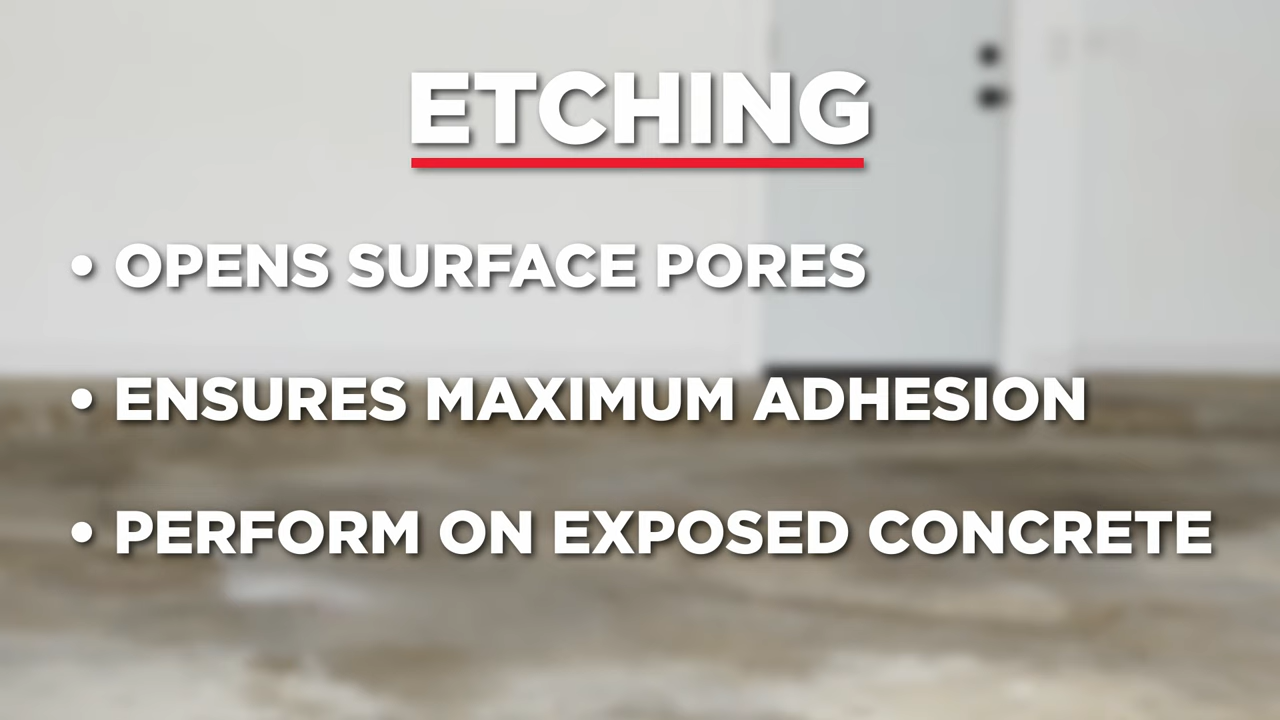 ETCHING
• OPENS SURFACE PORES
• ENSURES MAXIMUM ADHESION
• PERFORM ON EXPOSED CONCRETE